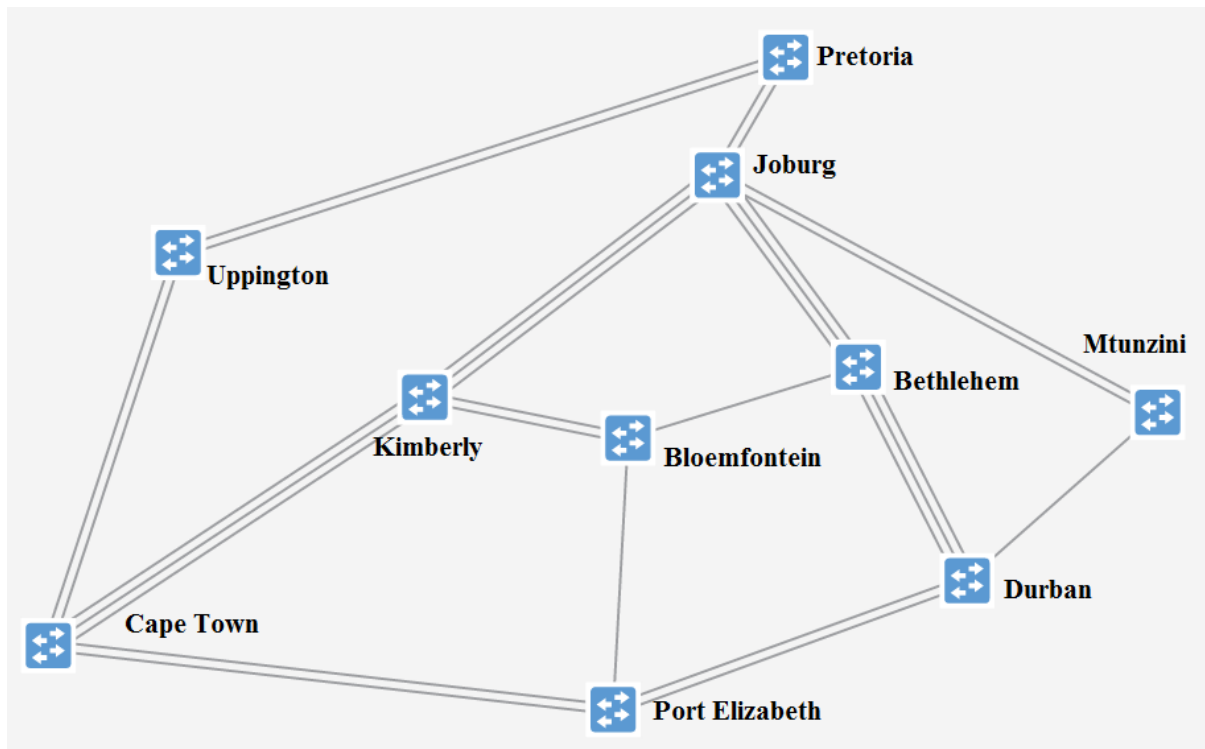 Pretoria
Joburg
Uppington
Mtunzini
Bethlehem
Kimberly
Bloemfontein
Durban
Cape Town
Port Elizabeth